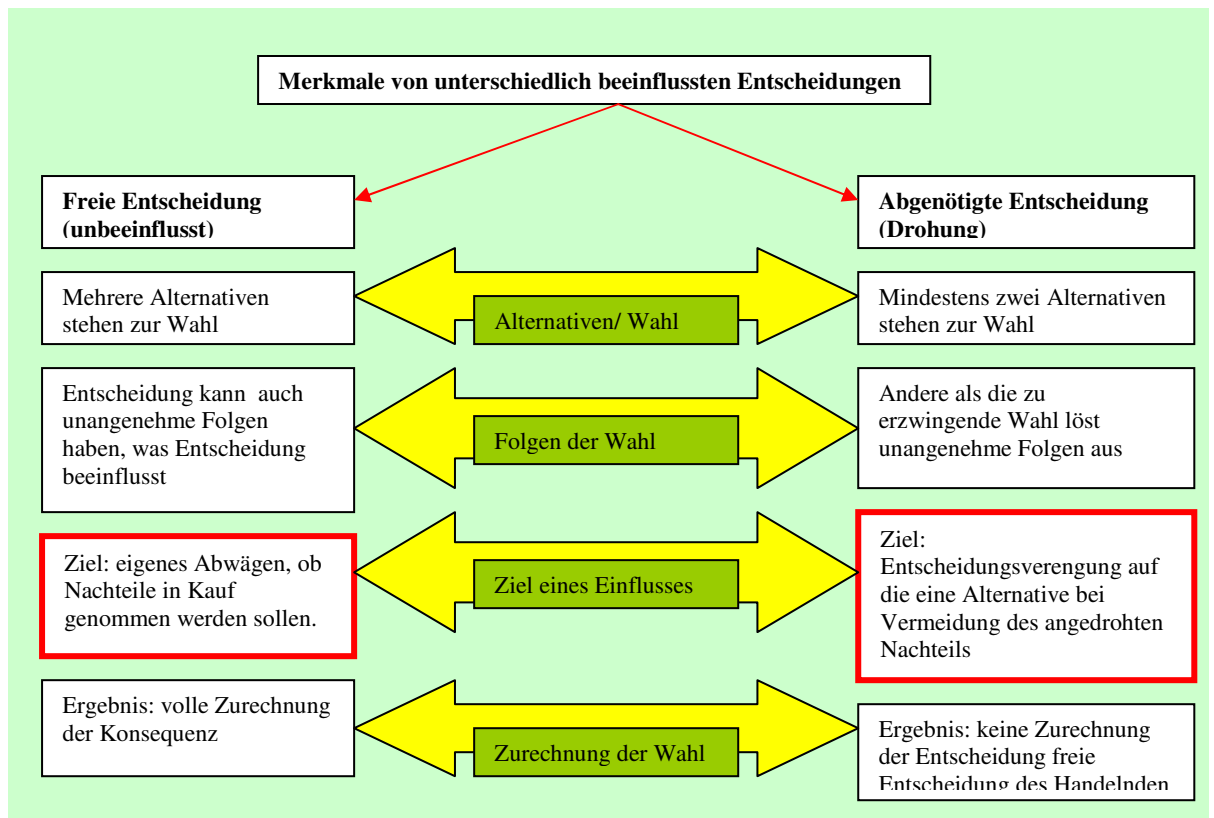 Merkmale von unterschiedlich beeinflussten Entscheidungen
Freie Entscheidung
(unbeeinflusst)
Abgenötigte Entscheidung
(Drohung)
Mehrere Alternativen
stehen zur Wahl
Alternativen/ Wahl
Mindestens zwei Alternativen
stehen zur Wahl
Entscheidung kann auch
unangenehme Folgen
haben, was Entscheidung
beeinflusst
Folgen der Wahl
Andere als die zu
erzwingende Wahl löst
unangenehme Folgen aus
Ziel: eigenes Abwägen, ob
Nachteile in Kauf
genommen werden sollen.
Ziel eines Einflusses
Ziel:
Entscheidungsverengung auf
die eine Alternative bei
Vermeidung des angedrohten
Nachteils
Ergebnis: volle Zurechnung
der Konsequenz
Zurechnung der Wahl
Ergebnis: keine Zurechnung
der Entscheidung freie
Entscheidung des Handelnden